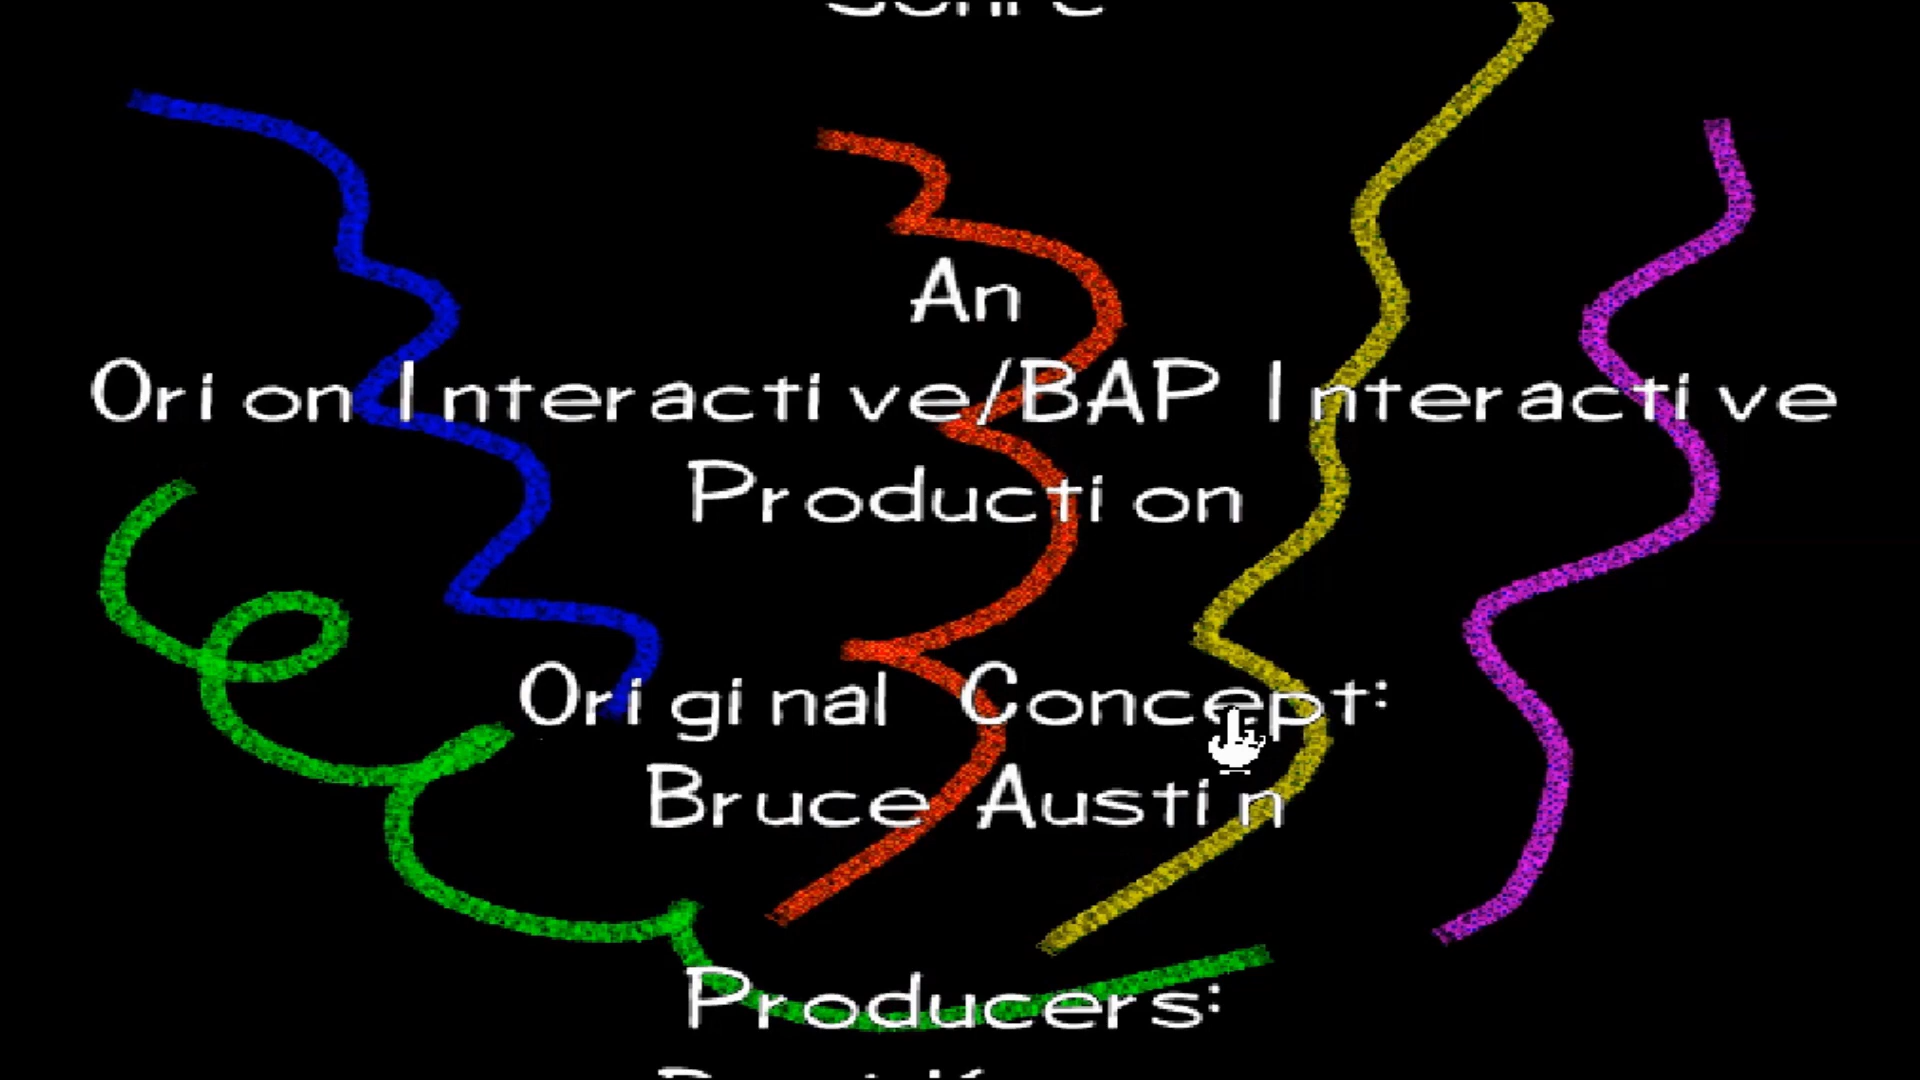 An
Orion Interactive/BAP Interactive
Production
Original Concept:
Bruce Austin
Producers: